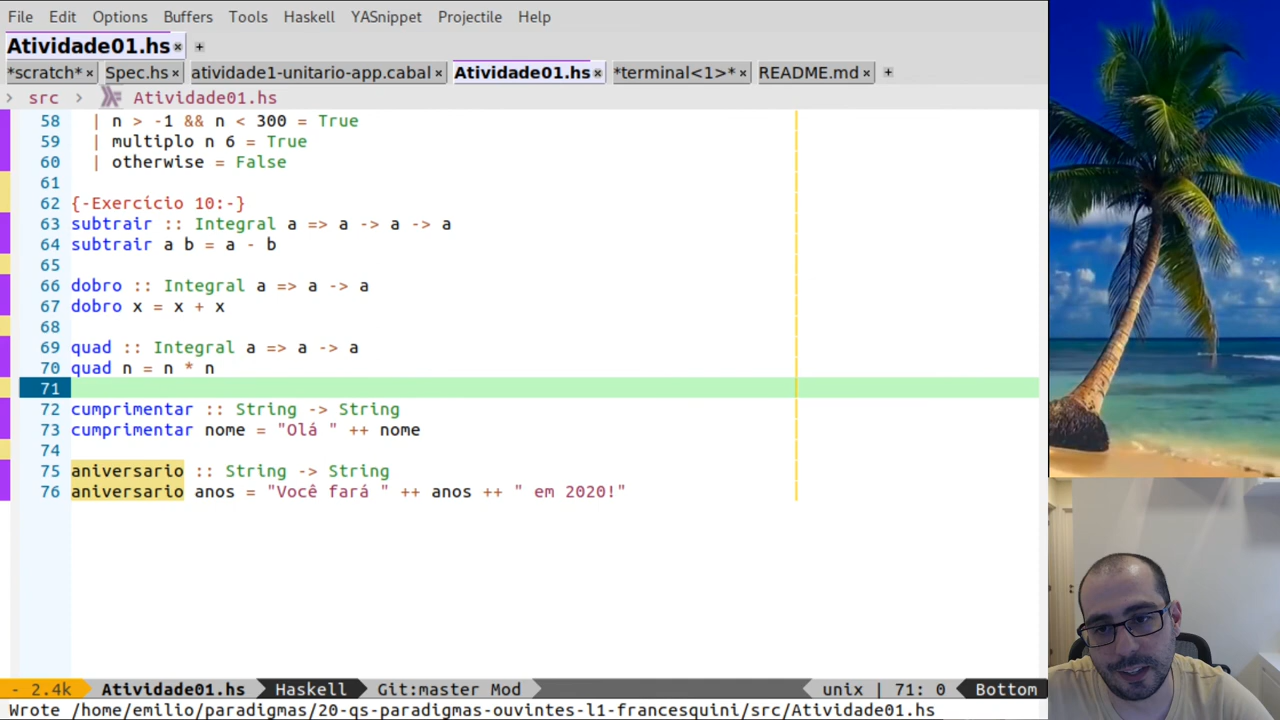 File Edit Options Buffers Tools Haskell YASnippet Projectile Help
Atividade01.hs × +
*scratch* × Spec.hs × atividade1-unitario-app.cabal × Atividade01.hs × *terminal<1>* × README.md × +
> src > Atividade01.hs
58 | n > -1 && n < 300 = True
59 | multiplo n 6 = True
60 | otherwise = False
61
62 {-Exercício 10:-}
63 subtrair :: Integral a => a -> a -> a
64 subtrair a b = a - b
65
66 dobro :: Integral a => a -> a
67 dobro x = x + x
68
69 quad :: Integral a => a -> a
70 quad n = n * n
71
72 cumprimentar :: String -> String
73 cumprimentar nome = "Olá " ++ nome
74
75 aniversario :: String -> String
76 aniversario anos = "Você fará " ++ anos ++ " em 2020!"
- 2.4k Atividade01.hs Haskell Git:master Mod unix | 71: 0 Bottom
Wrote /home/emilio/paradigmas/20-qs-paradigmas-ouvintes-l1-francesquini/src/Atividade01.hs